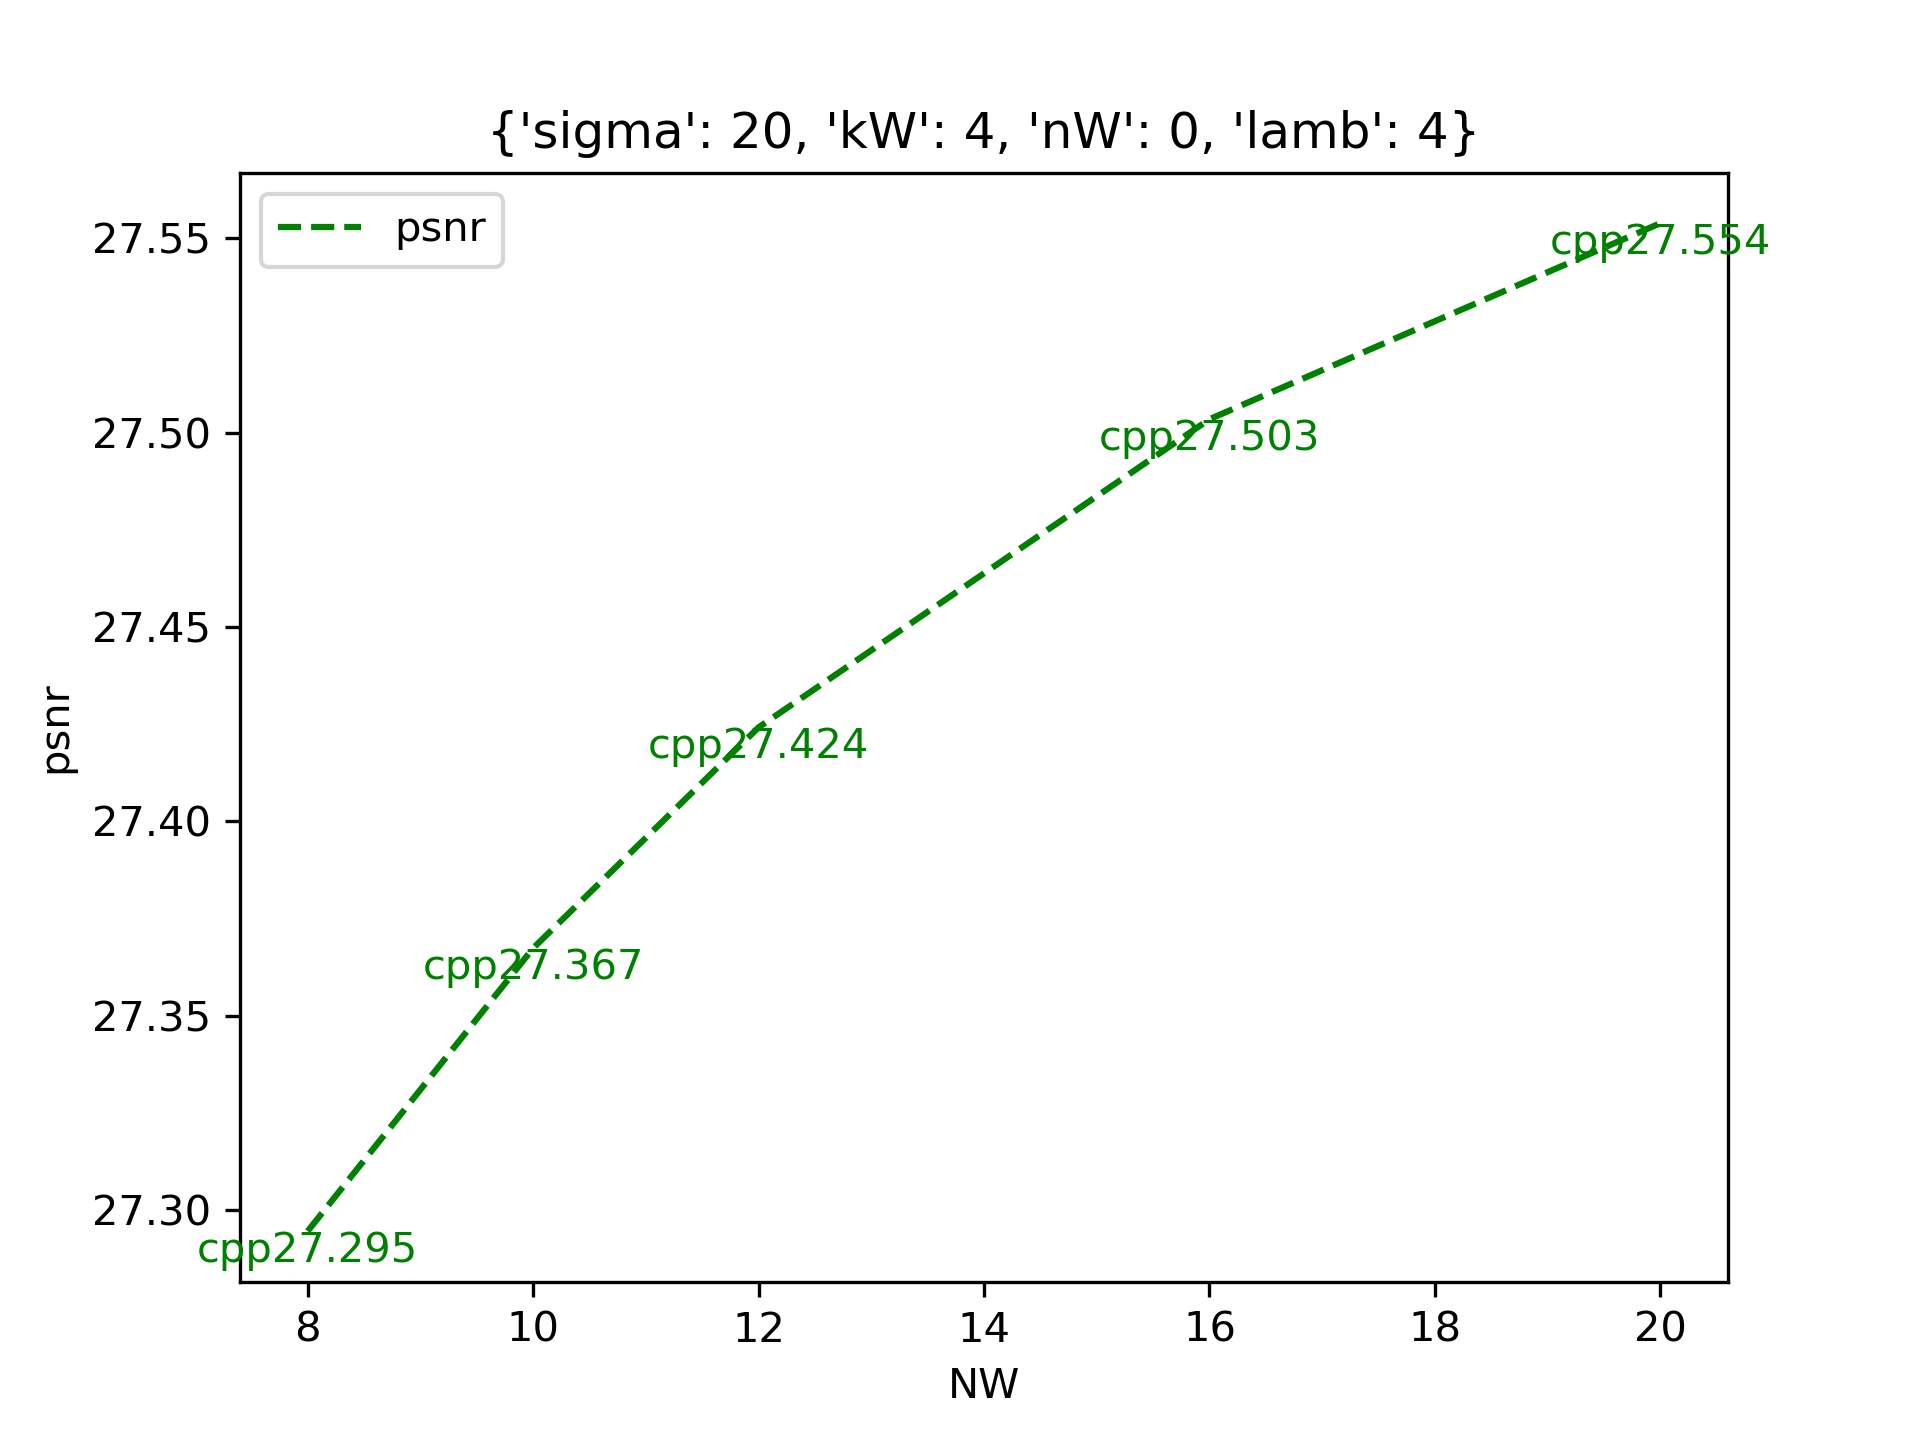 {'sigma': 20, 'kW': 4, 'nW': 0, 'lamb': 4}
psnr
27.55
27.50
27.45
27.40
27.35
27.30
psnr
cpp27.554
cpp27.503
cpp27.424
cpp27.367
cpp27.295
8 10 12 14 16 18 20
NW